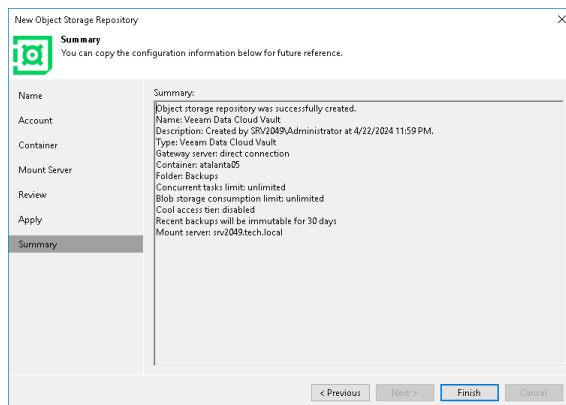 New Object Storage Repository
Summary
You can copy the configuration information below for future reference.
Name
Account
Container
Mount Server
Review
Apply
Summary
Summary:
Object storage repository was successfully created.
Name: Veeam Data Cloud Vault
Description: Created by SRV2049\Administrator at 4/22/2024 11:59 PM.
Type: Veeam Data Cloud Vault
Gateway server: direct connection
Container: atalanta05
Folder: Backups
Concurrent tasks limit: unlimited
Blob storage consumption limit: unlimited
Cool access tier: disabled
Recent backups will be immutable for 30 days
Mount server: srv2049.tech.local
< Previous
Next >
Finish
Cancel